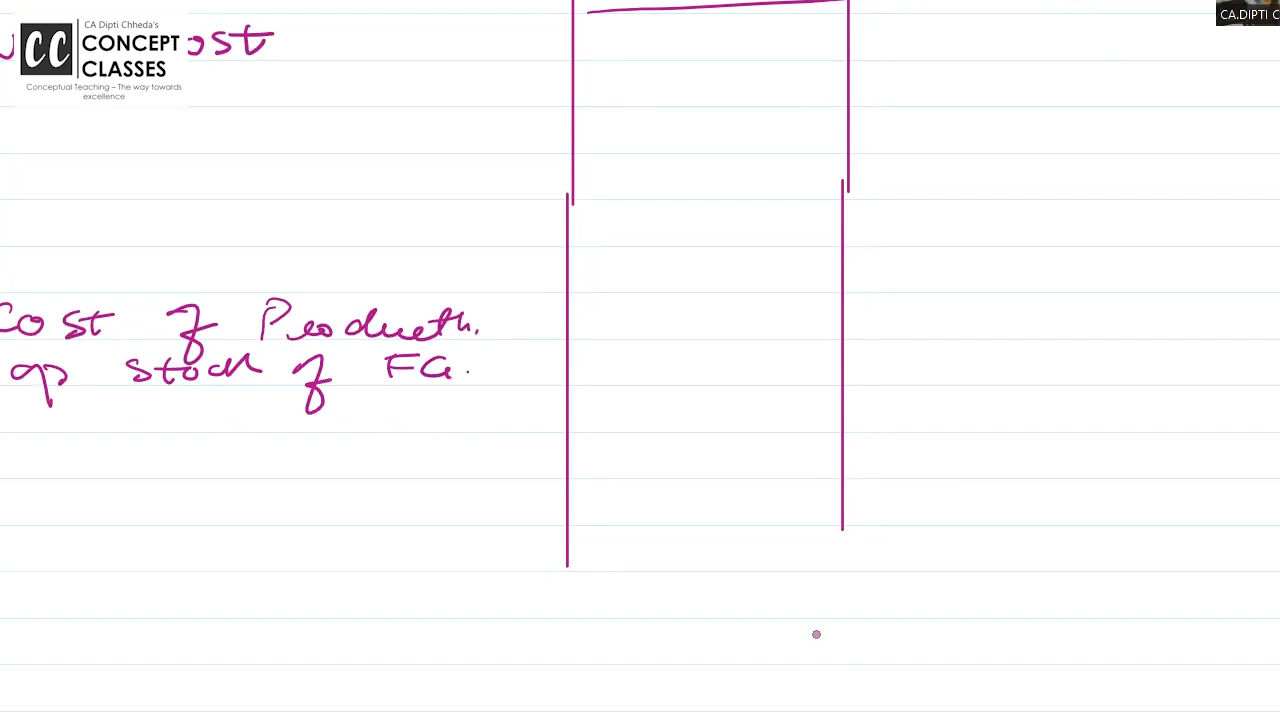 CA Dipti Chheda's
CC CONCEPT
CLASSES
Conceptual Teaching – The way towards
excellence
ost
CA.DIPTI C
Cost of Productn.
op stock of FG.